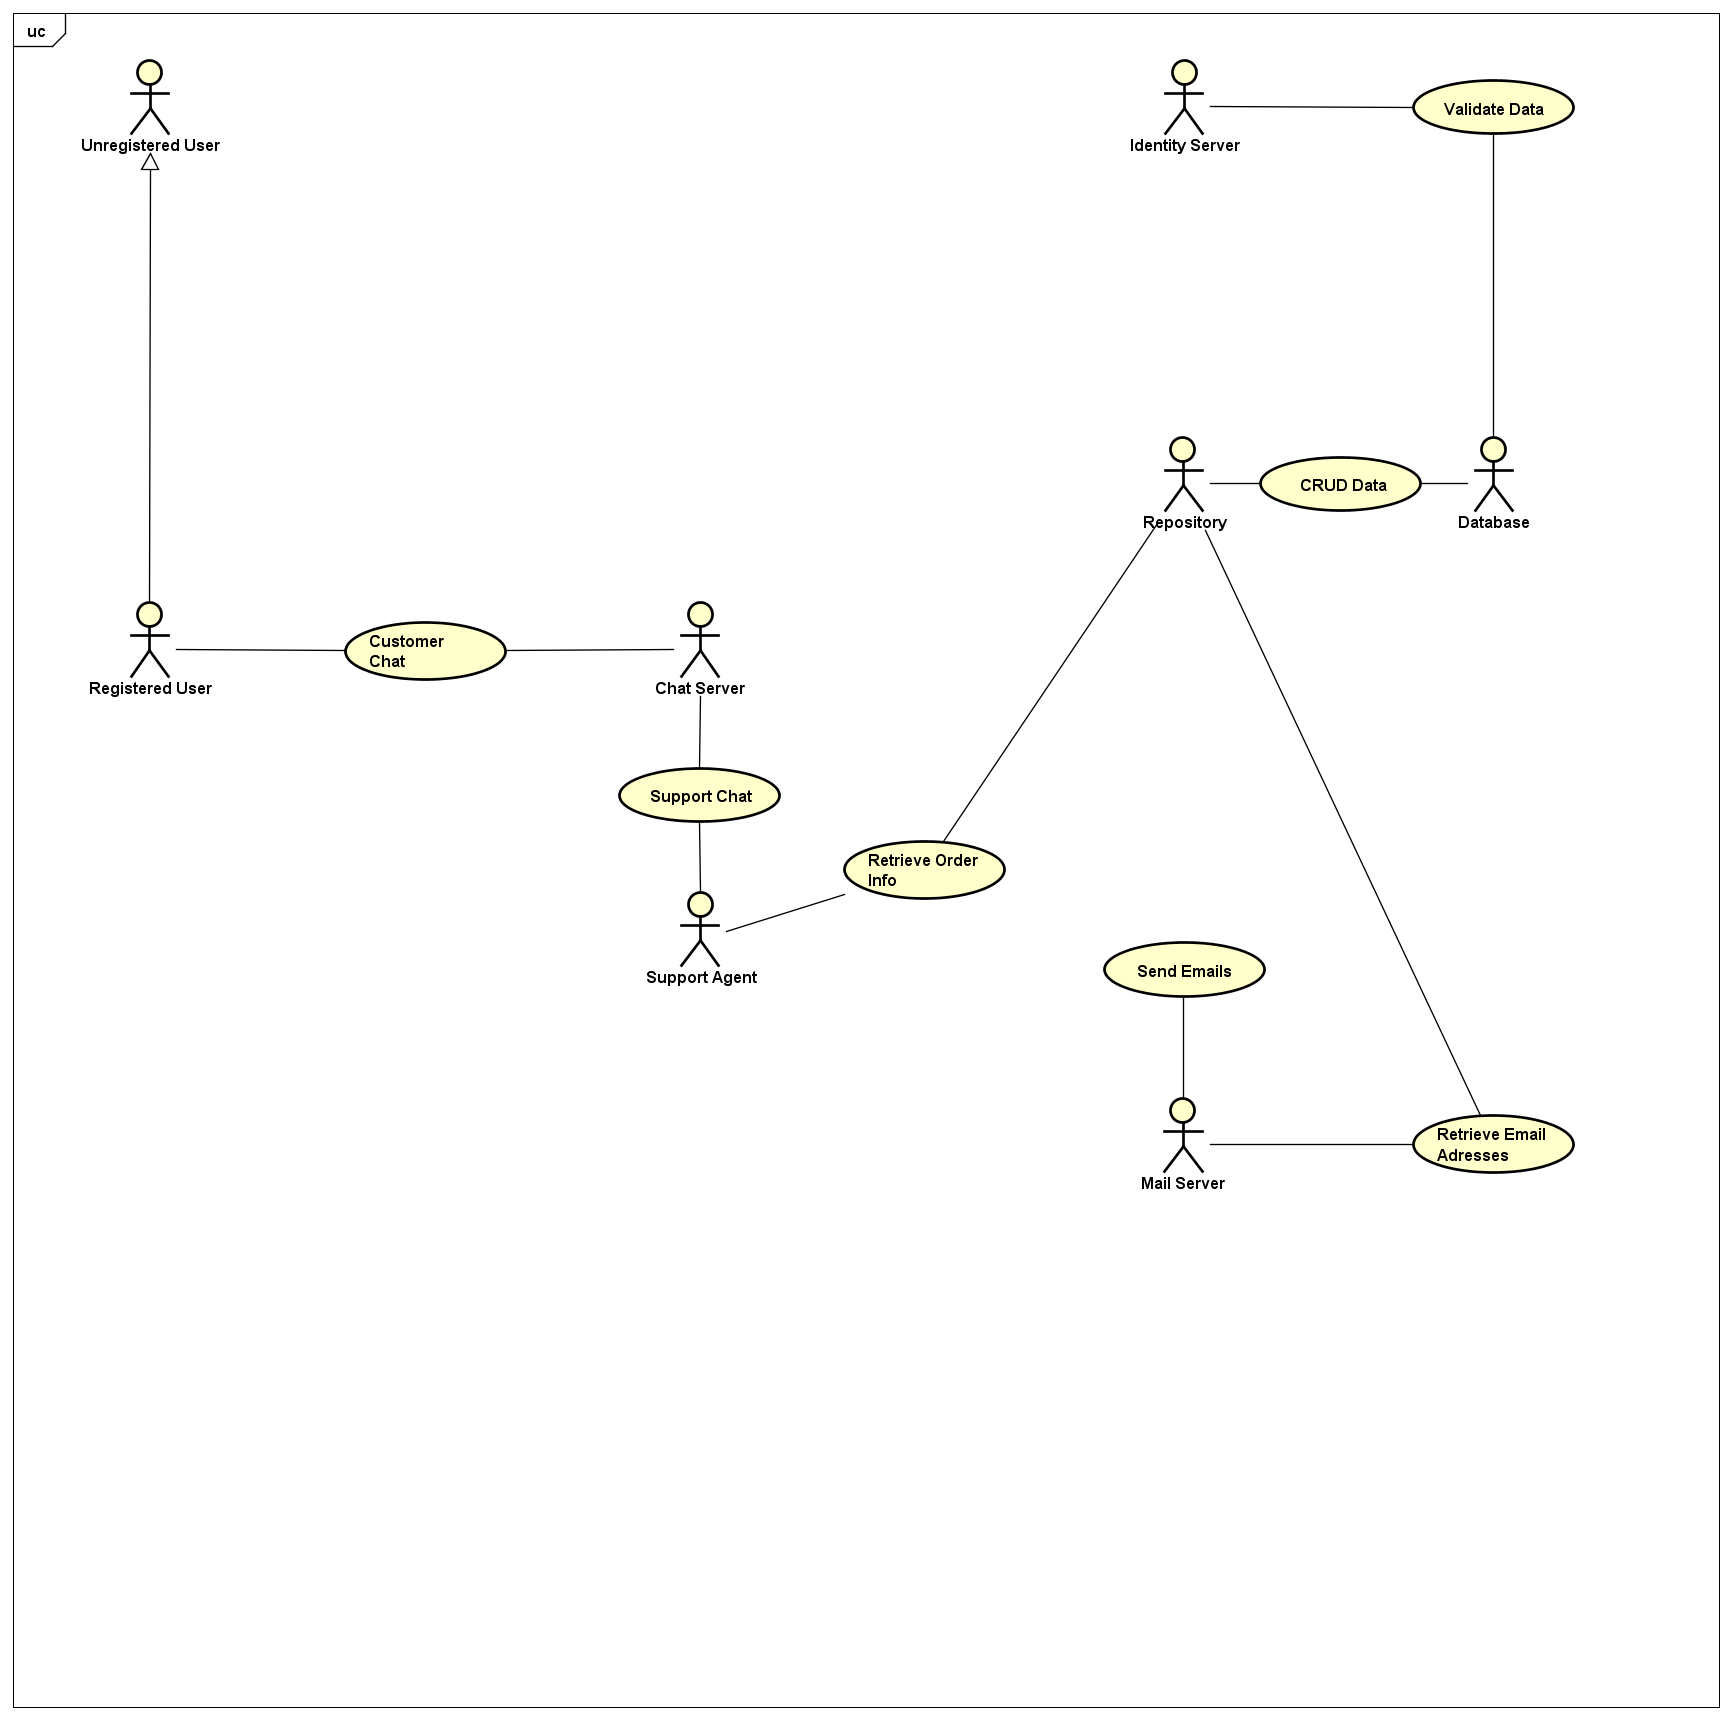 uc
Unregistered User
Identity Server
Validate Data
Repository
CRUD Data
Database
Registered User
Customer
Chat
Chat Server
Support Chat
Retrieve Order
Info
Support Agent
Send Emails
Mail Server
Retrieve Email
Adresses